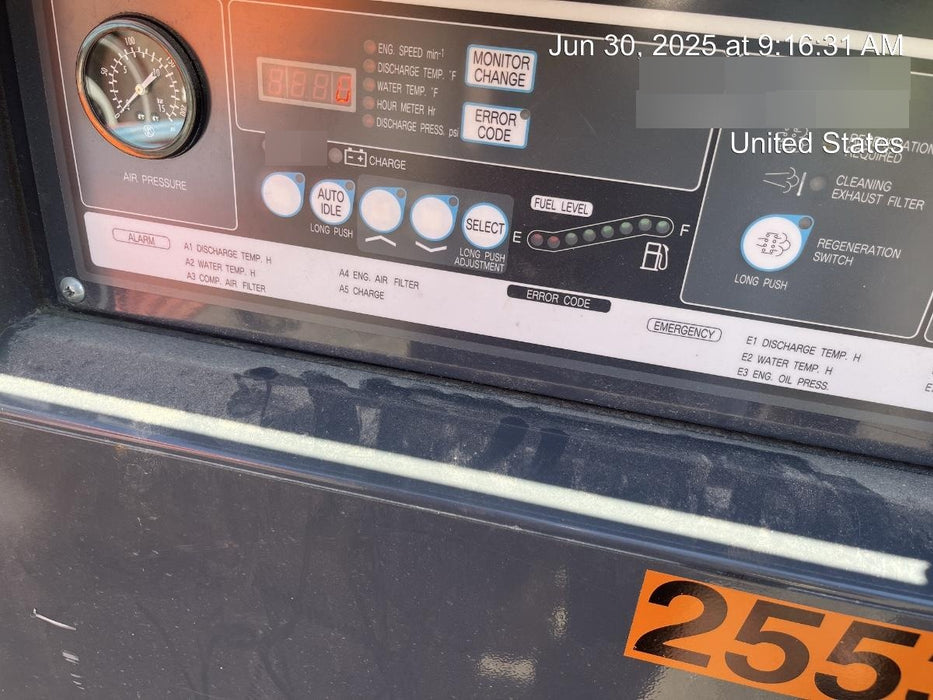 Jun 30, 2025 at 9:16:31 AM
United States
100
AIR PRESSURE
ENG. SPEED min-1
DISCHARGE TEMP. °F
WATER TEMP. °F
HOUR METER Hr
DISCHARGE PRESS. psi
MONITOR
CHANGE
ERROR
CODE
CHARGE
AUTO
IDLE
LONG PUSH
SELECT
LONG PUSH
ADJUSTMENT
FUEL LEVEL
E
F
REQUIRED
CLEANING
EXHAUST FILTER
REGENERATION
SWITCH
LONG PUSH
ALARM
A1 DISCHARGE TEMP. H
A2 WATER TEMP. H
A3 COMP. AIR FILTER
A4 ENG. AIR FILTER
A5 CHARGE
ERROR CODE
EMERGENCY
E1 DISCHARGE TEMP. H
E2 WATER TEMP. H
E3 ENG. OIL PRESS.
255